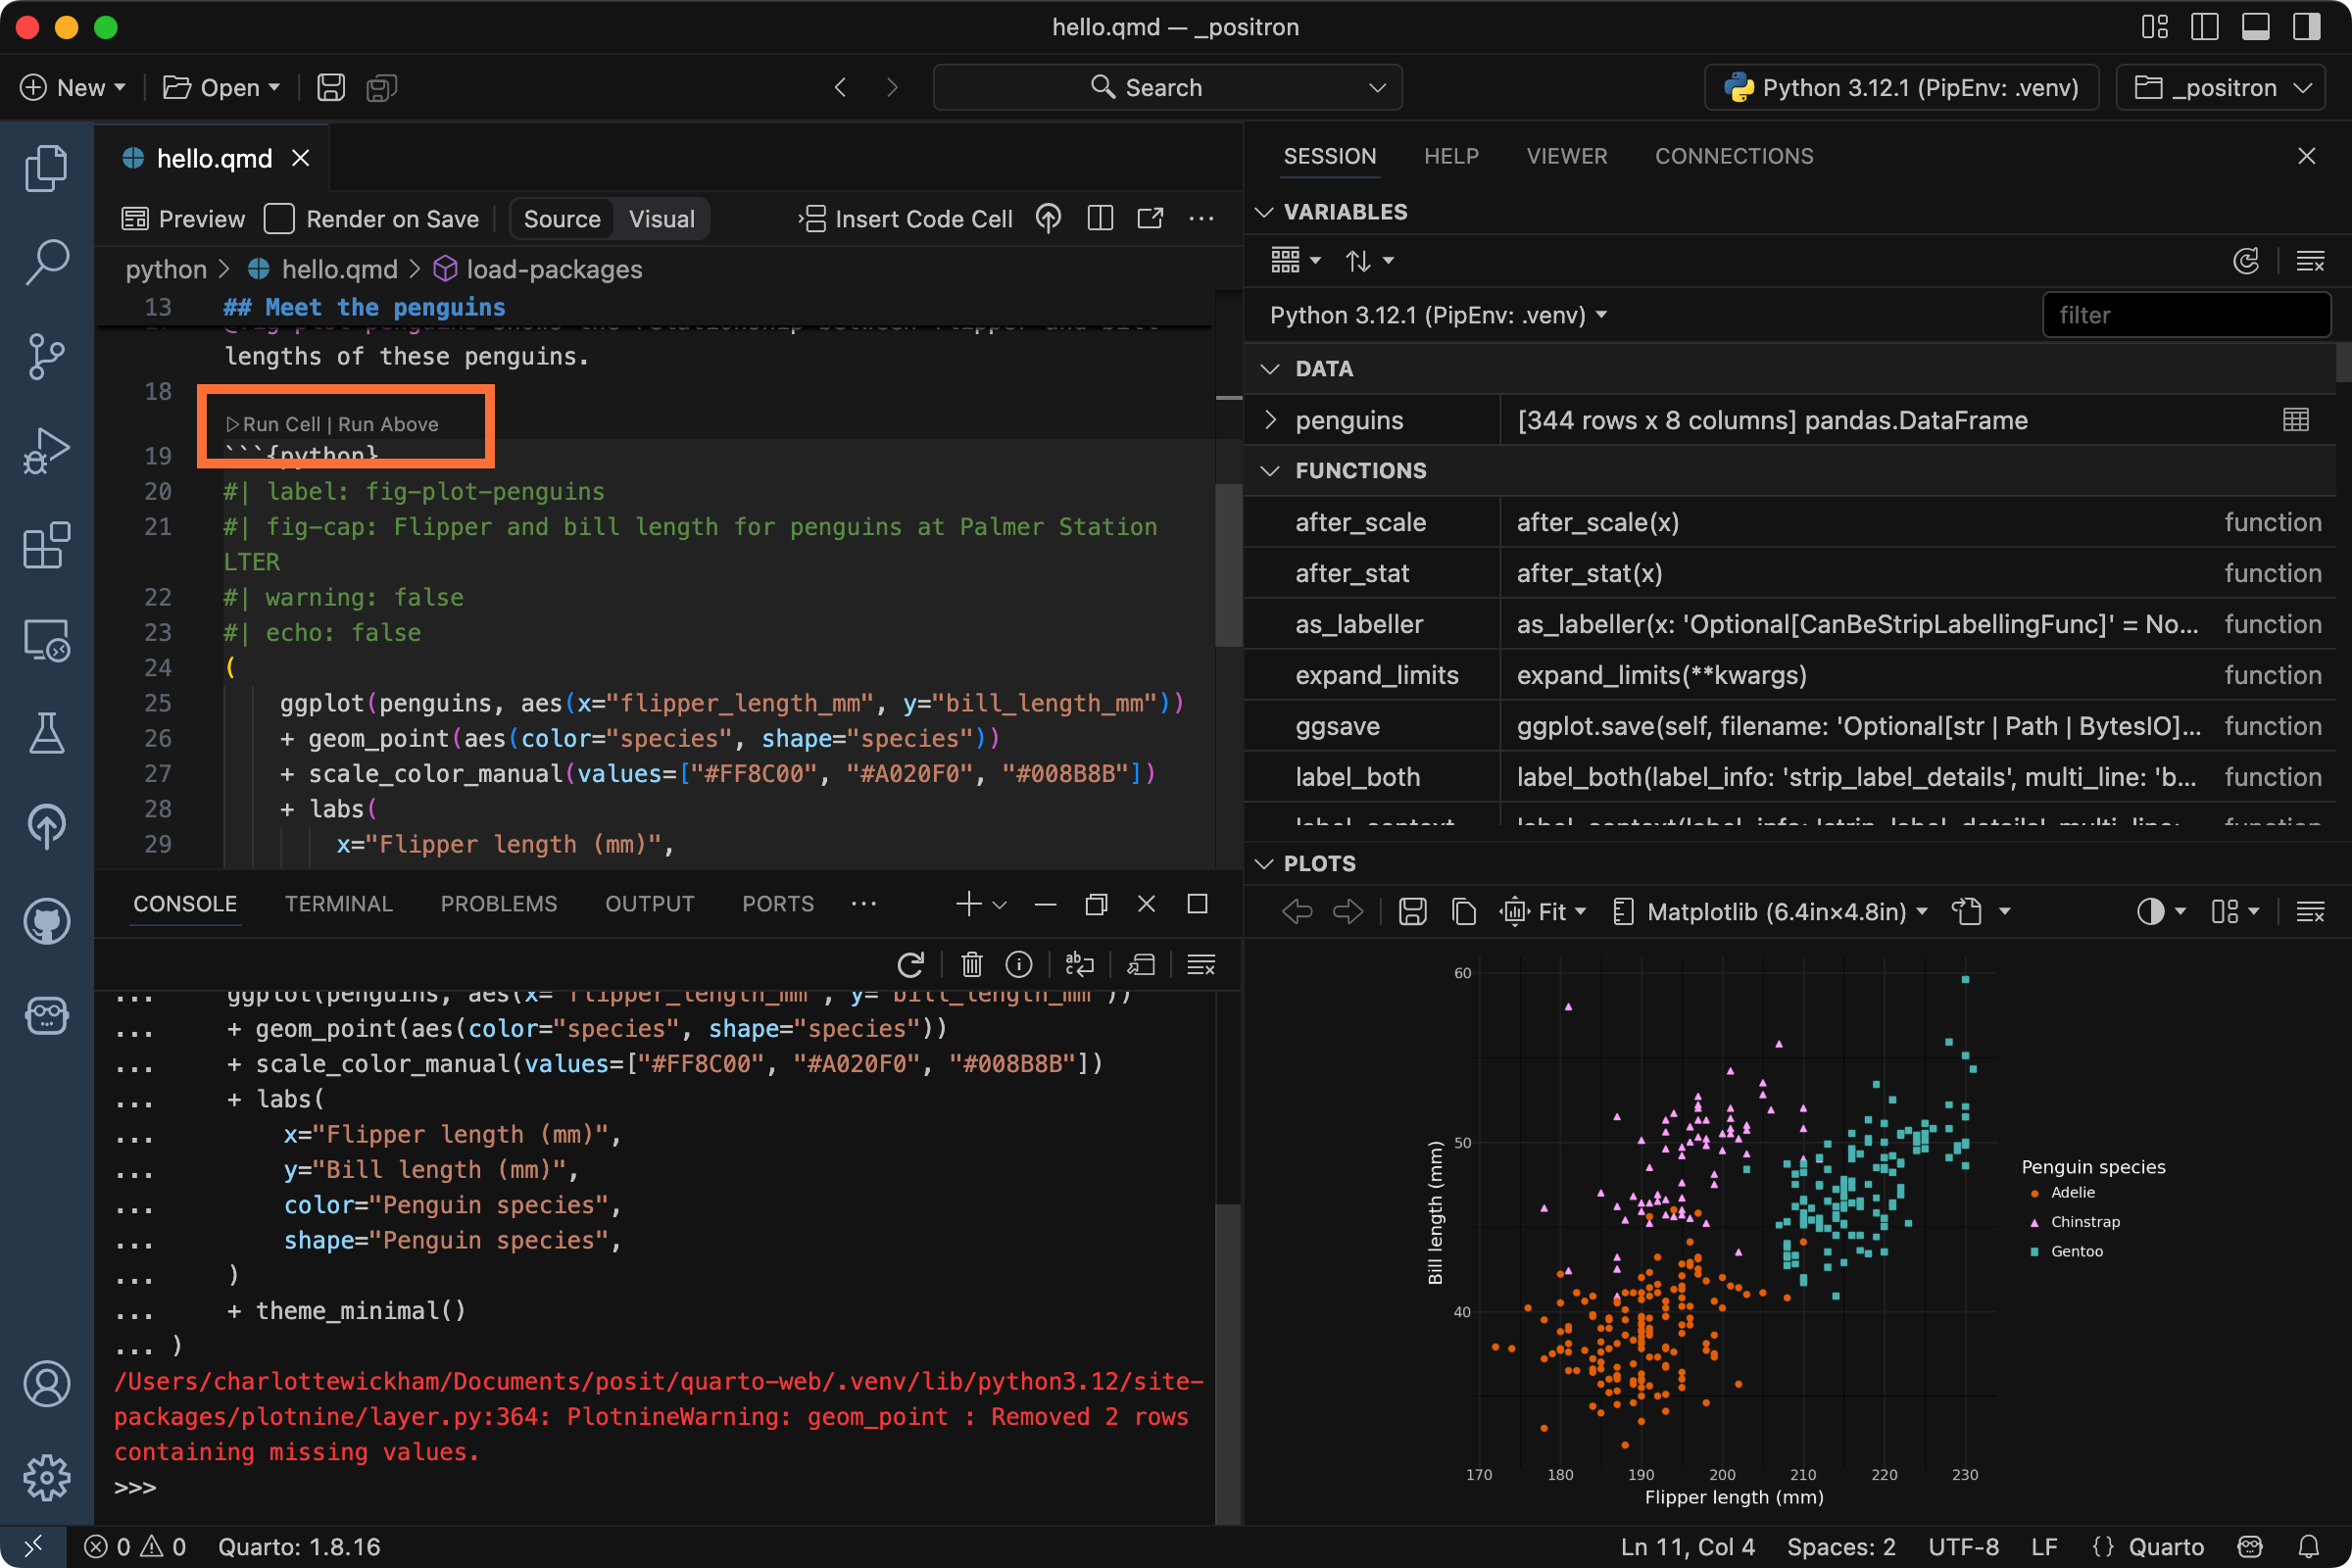 hello.qmd — _positron
New
Open
Search
Python 3.12.1 (PipEnv: .venv)
_positron
hello.qmd
Preview
Render on Save
Source
Visual
Insert Code Cell
python > hello.qmd > load-packages
13 ## Meet the penguins
lengths of these penguins.
18
Run Cell | Run Above
19 ```{python}
20 #| label: fig-plot-penguins
21 #| fig-cap: Flipper and bill length for penguins at Palmer Station
LTER
22 #| warning: false
23 #| echo: false
24 (
25 ggplot(penguins, aes(x="flipper_length_mm", y="bill_length_mm"))
26 + geom_point(aes(color="species", shape="species"))
27 + scale_color_manual(values=["#FF8C00", "#A020F0", "#008B8B"])
28 + labs(
29 x="Flipper length (mm)",
CONSOLE
TERMINAL
PROBLEMS
OUTPUT
PORTS
... ggplot(penguins, aes(x="flipper_length_mm", y="bill_length_mm"))
... + geom_point(aes(color="species", shape="species"))
... + scale_color_manual(values=["#FF8C00", "#A020F0", "#008B8B"])
... + labs(
... x="Flipper length (mm)",
... y="Bill length (mm)",
... color="Penguin species",
... shape="Penguin species",
... )
... + theme_minimal()
... )
/Users/charlottewickham/Documents/posit/quarto-web/.venv/lib/python3.12/site-
packages/plotnine/layer.py:364: PlotnineWarning: geom_point : Removed 2 rows
containing missing values.
>>>
SESSION
HELP
VIEWER
CONNECTIONS
VARIABLES
Python 3.12.1 (PipEnv: .venv)
filter
DATA
penguins [344 rows x 8 columns] pandas.DataFrame
FUNCTIONS
after_scale after_scale(x) function
after_stat after_stat(x) function
as_labeller as_labeller(x: 'Optional[CanBeStripLabellingFunc]' = No... function
expand_limits expand_limits(**kwargs) function
ggsave ggplot.save(self, filename: 'Optional[str | Path | BytesIO]... function
label_both label_both(label_info: 'strip_label_details', multi_line: 'b... function
label_context label_context(label_info: 'strip_label_details', multi_line: function
PLOTS
Fit
Matplotlib (6.4in×4.8in)
60
50
40
Bill length (mm)
170 180 190 200 210 220 230
Flipper length (mm)
Penguin species
Adelie
Chinstrap
Gentoo
0 0 Quarto: 1.8.16
Ln 11, Col 4
Spaces: 2
UTF-8
LF
{} Quarto